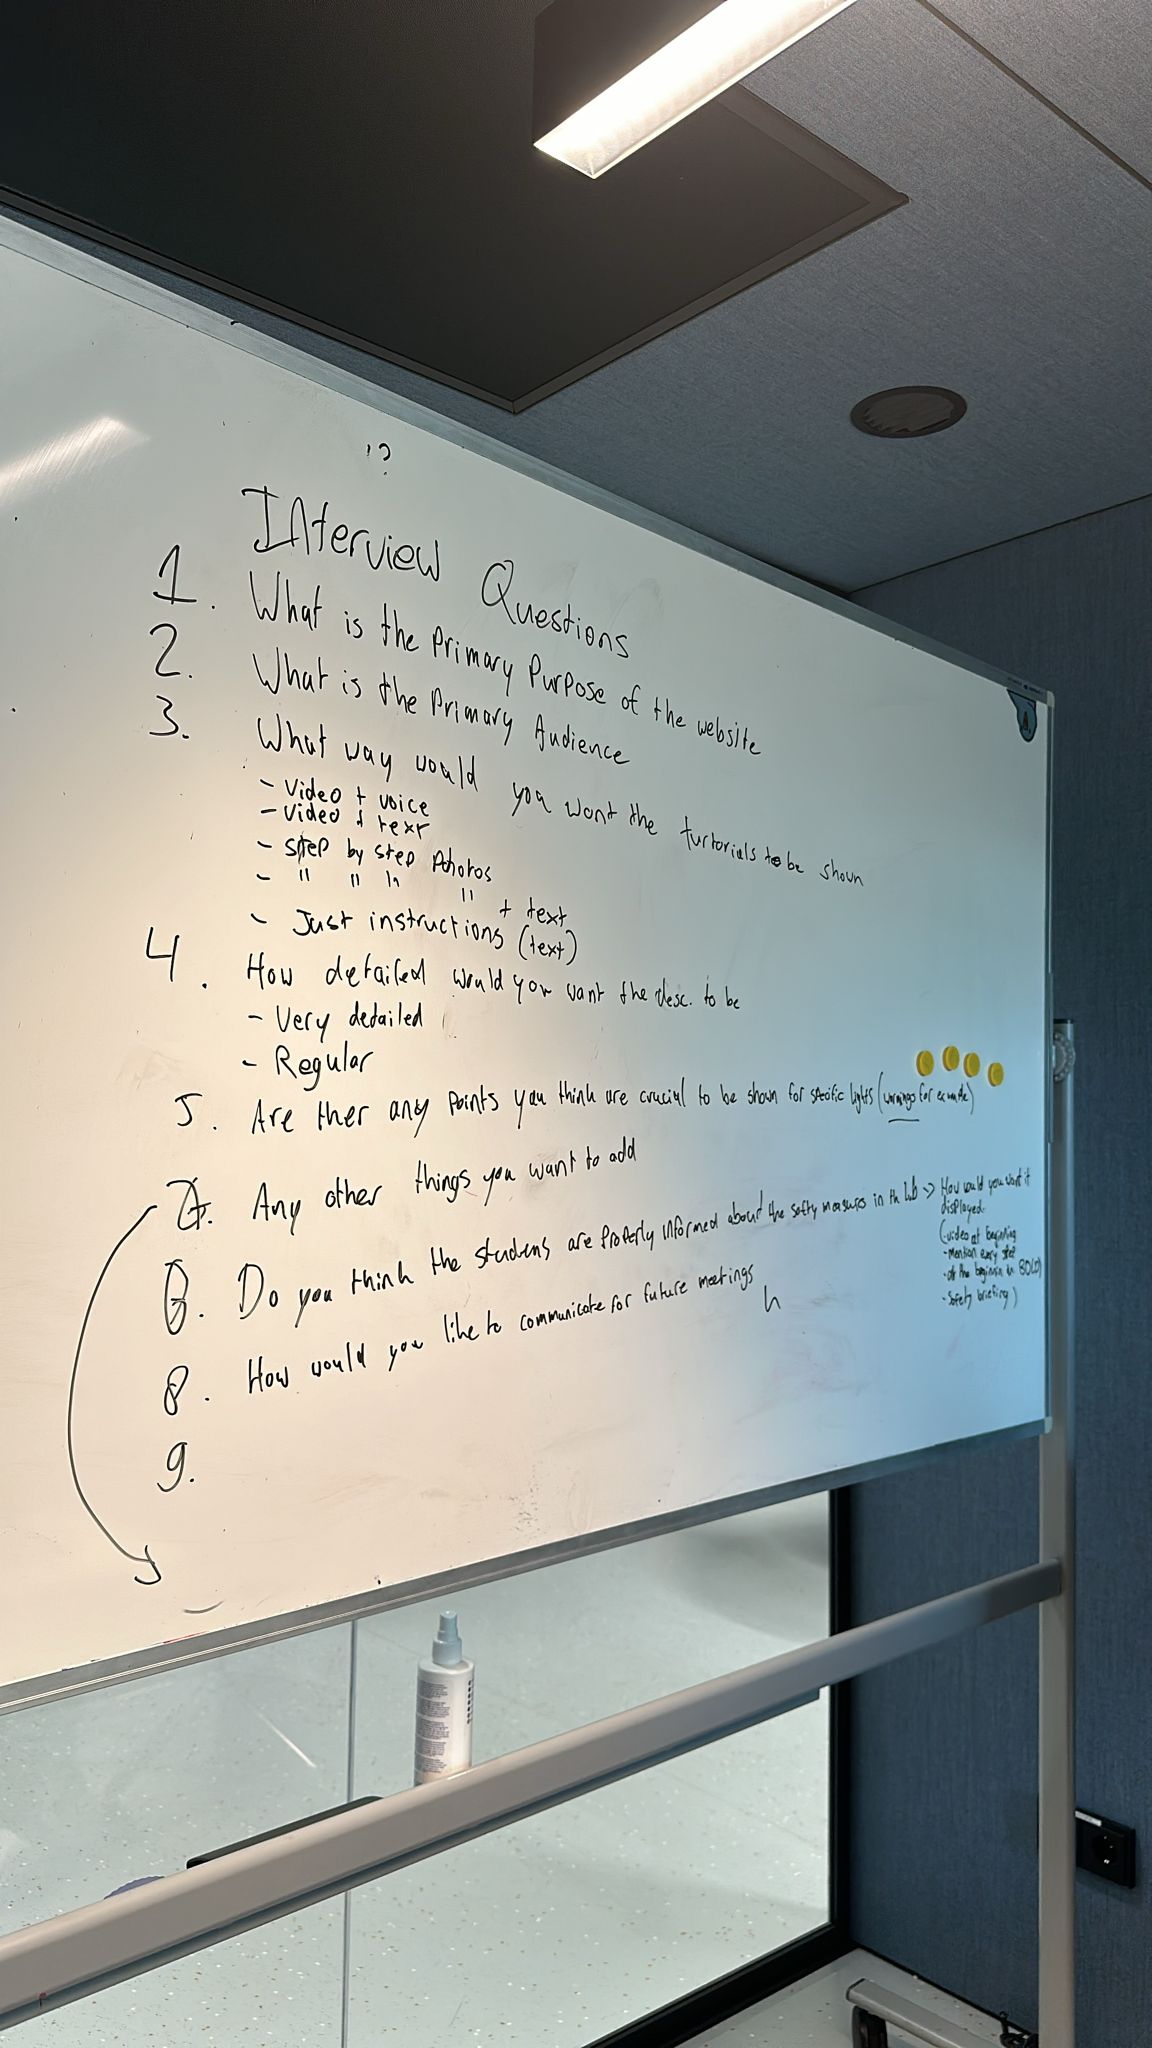 ?
Interview Questions
1. What is the Primary Purpose of the website
2. What is the Primary Audience
3. What way would you want the turtorials to be shown
- Video + voice
- Video + text
- Step by step Photos
- " " " " + text
- Just instructions (text)
4. How detailed would you want the desc. to be
- Very detailed
- Regular
5. Are ther any Points you think are crucial to be shown for specific lights (warnings for example)
7. Any other things you want to add
6. Do you think the students are Properly informed about the safty measures in the lab -> How would you want it
displayed.
(video at beginning
- mention every step
- at the beginnin in BOLD
- Safety briefing)
8. How would you like to communicate for future meetings
h
9.